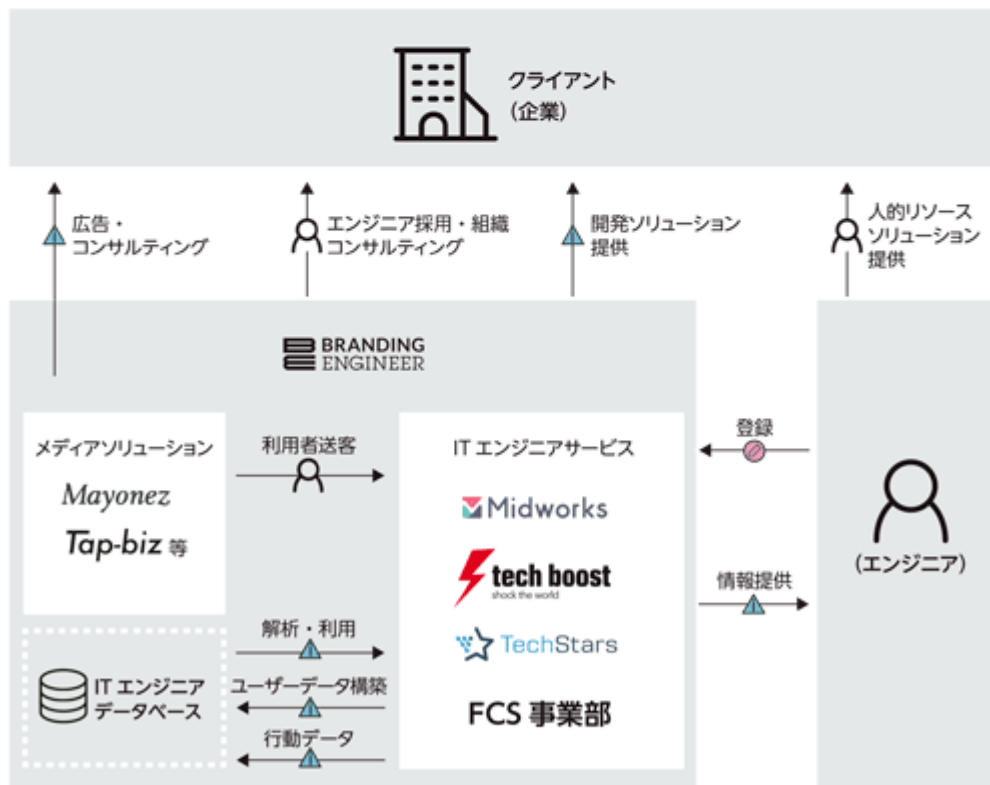 クライアント
(企業)
広告・
コンサルティング
エンジニア採用・組織
コンサルティング
開発ソリューション
提供
人的リソース
ソリューション
提供
BRANDING
ENGINEER
メディアソリューション
Mayonez
Tap-biz 等
利用者送客
ITエンジニアサービス
Midworks
tech boost
shock the world
TechStars
FCS 事業部
登録
情報提供
(エンジニア)
ITエンジニア
データベース
解析・利用
ユーザーデータ構築
行動データ